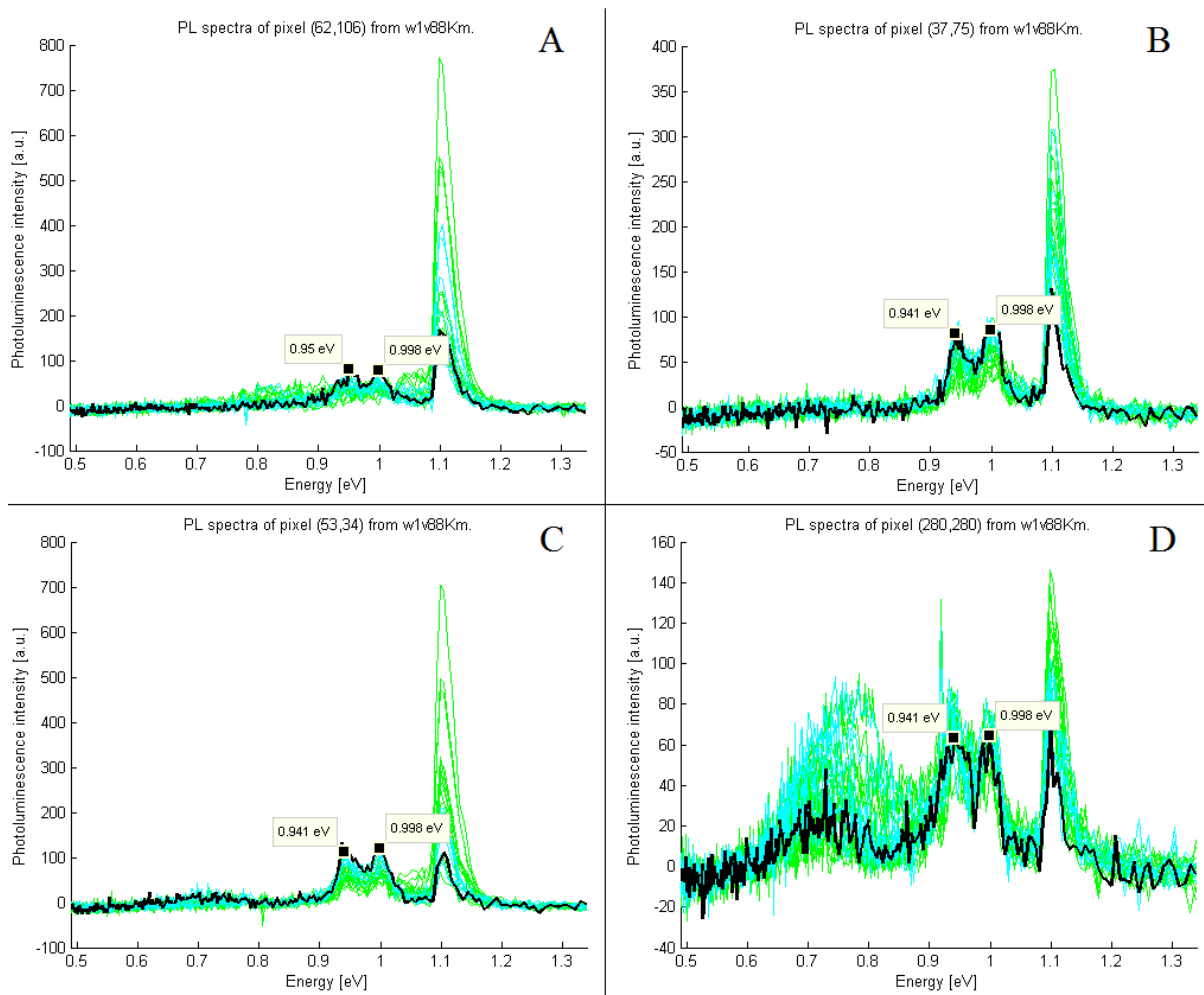 PL spectra of pixel (62,106) from w1v88Km.
A
800
700
600
500
400
300
200
100
0
-100
Photoluminescence intensity [a.u.]
0.95 eV
0.998 eV
0.5 0.6 0.7 0.8 0.9 1 1.1 1.2 1.3
Energy [eV]
PL spectra of pixel (37,75) from w1v88Km.
B
400
350
300
250
200
150
100
50
0
-50
Photoluminescence intensity [a.u.]
0.941 eV
0.998 eV
0.5 0.6 0.7 0.8 0.9 1 1.1 1.2 1.3
Energy [eV]
PL spectra of pixel (53,34) from w1v88Km.
C
800
700
600
500
400
300
200
100
0
-100
Photoluminescence intensity [a.u.]
0.941 eV
0.998 eV
0.5 0.6 0.7 0.8 0.9 1 1.1 1.2 1.3
Energy [eV]
PL spectra of pixel (280,280) from w1v88Km.
D
160
140
120
100
80
60
40
20
0
-20
-40
Photoluminescence intensity [a.u.]
0.941 eV
0.998 eV
0.5 0.6 0.7 0.8 0.9 1 1.1 1.2 1.3
Energy [eV]